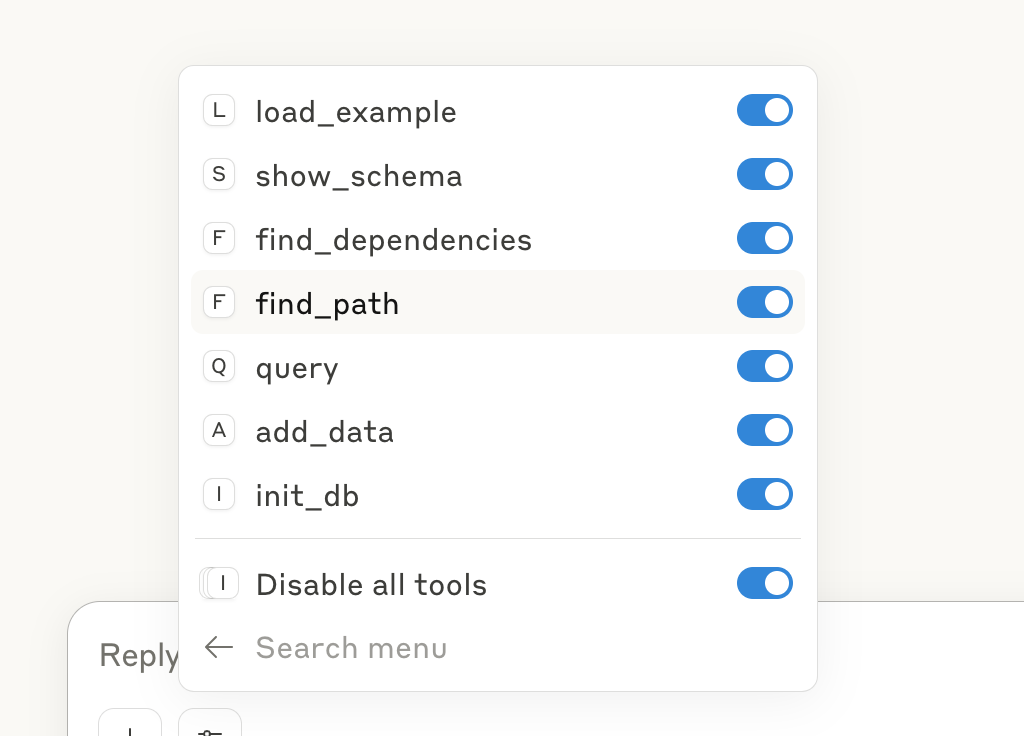 L load_example
S show_schema
F find_dependencies
F find_path
Q query
A add_data
I init_db
I Disable all tools
Search menu
Reply